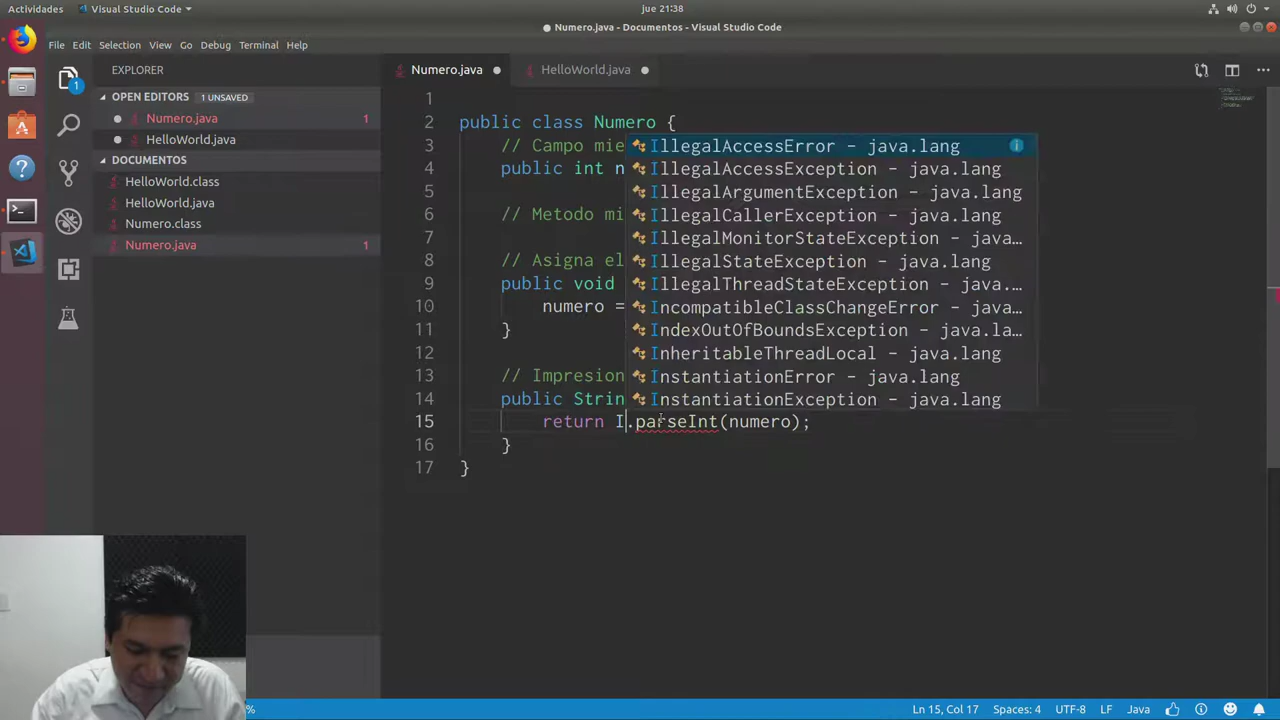 Actividades
Visual Studio Code
jue 21:38
Numero.java - Documentos - Visual Studio Code
File Edit Selection View Go Debug Terminal Help
EXPLORER
OPEN EDITORS 1 UNSAVED
Numero.java 1
HelloWorld.java
DOCUMENTOS
HelloWorld.class
HelloWorld.java
Numero.class
Numero.java 1
1
Numero.java
HelloWorld.java
1
2 public class Numero {
3 // Campo mie
4 public int n
5
6 // Metodo mi
7
8 // Asigna el
9 public void
10 numero =
11 }
12
13 // Impresion
14 public Strin
15 return I.parseInt(numero);
16 }
17 }
IllegalAccessError - java.lang
IllegalAccessException - java.lang
IllegalArgumentException - java.lang
IllegalCallerException - java.lang
IllegalMonitorStateException - java…
IllegalStateException - java.lang
IllegalThreadStateException - java.…
IncompatibleClassChangeError - java…
IndexOutOfBoundsException - java.la…
InheritableThreadLocal - java.lang
InstantiationError - java.lang
InstantiationException - java.lang
%
Ln 15, Col 17
Spaces: 4
UTF-8
LF
Java